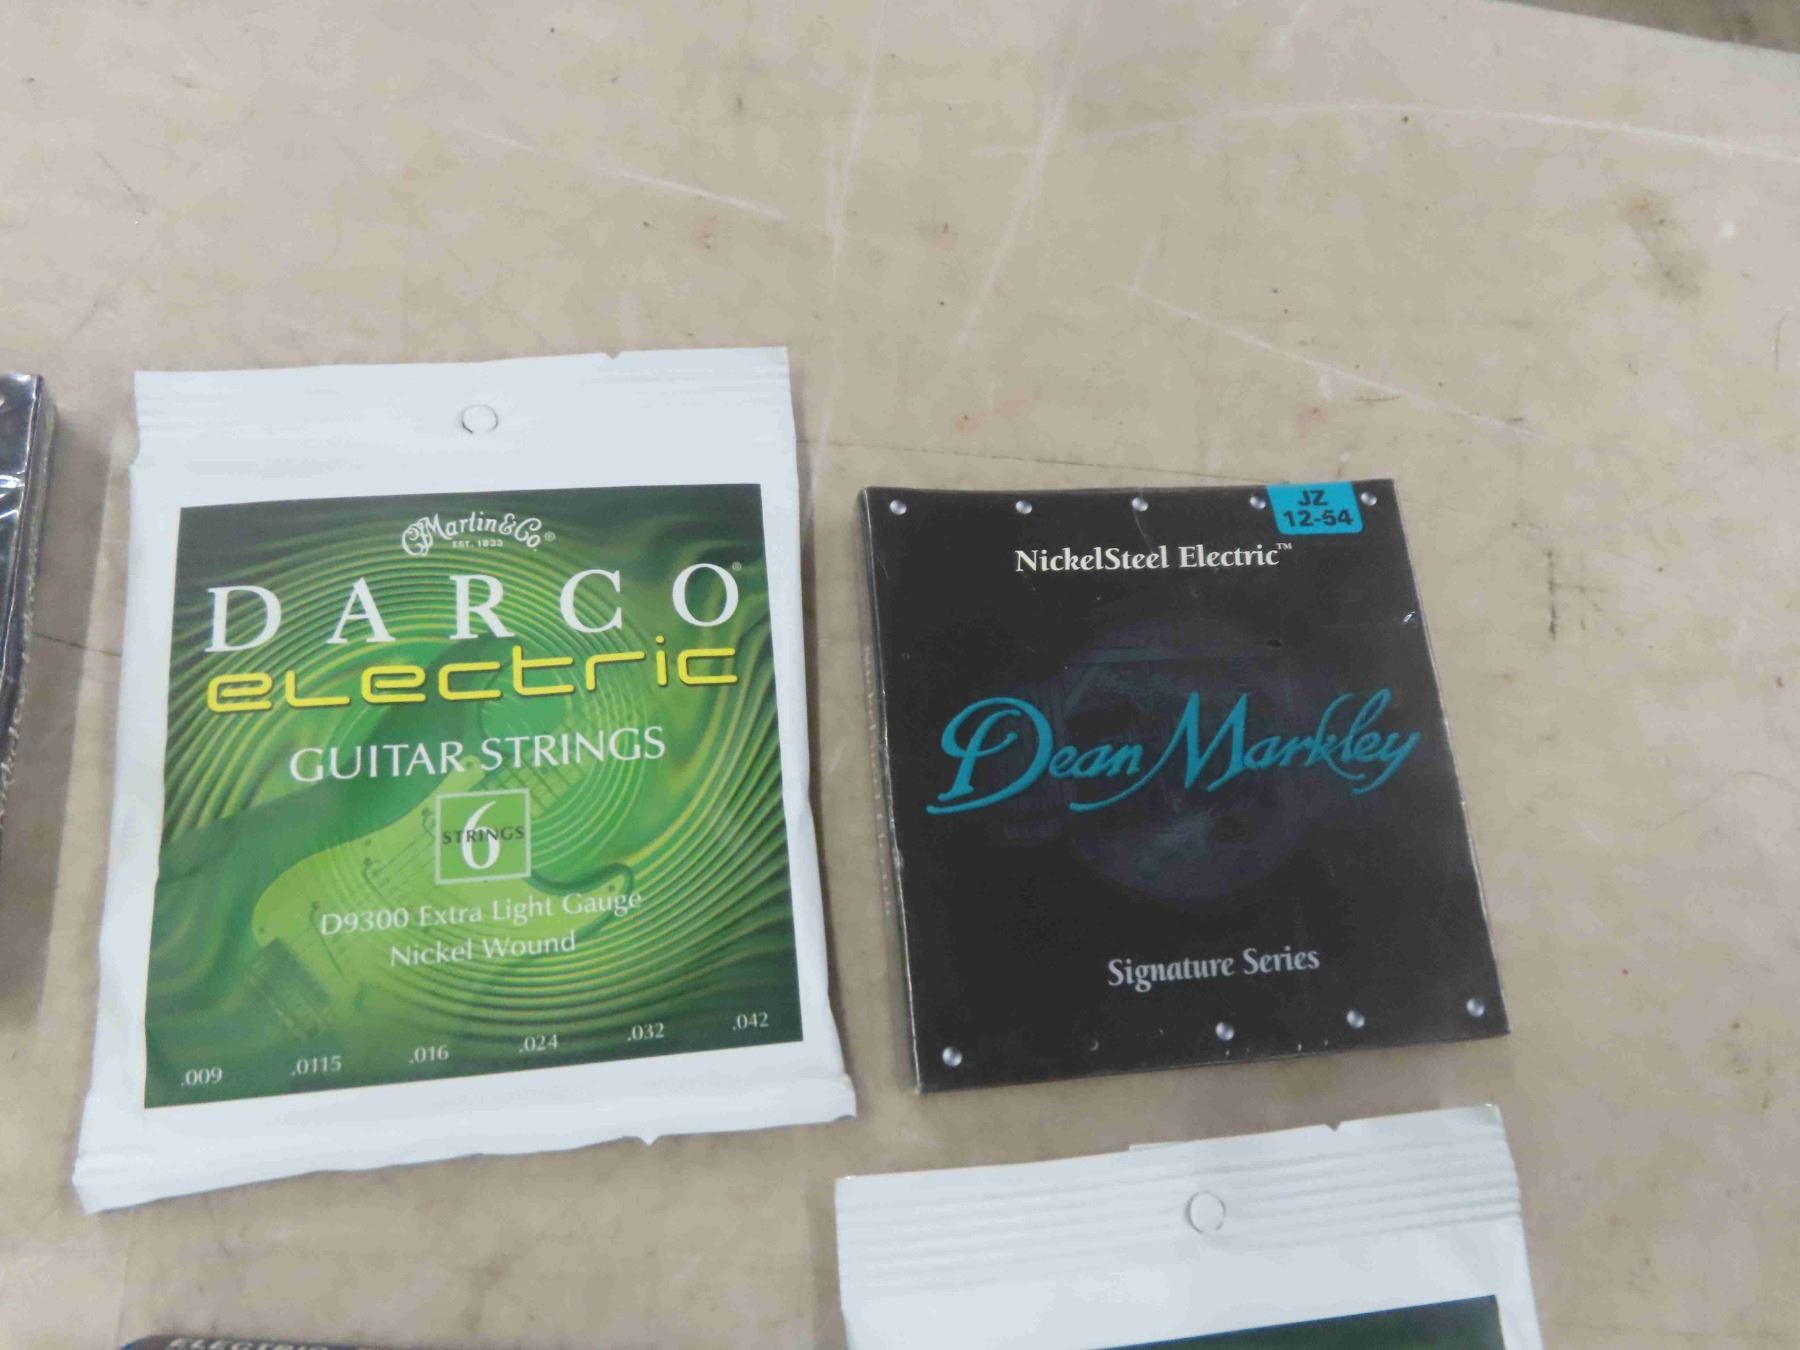 Martin & Co ®
EST. 1833
DARCO®
electric
GUITAR STRINGS
6
STRINGS
D9300 Extra Light Gauge
Nickel Wound
.009 .0115 .016 .024 .032 .042
JZ
12-54
NickelSteel Electric™
Dean Markley
Signature Series
ELECTRIC